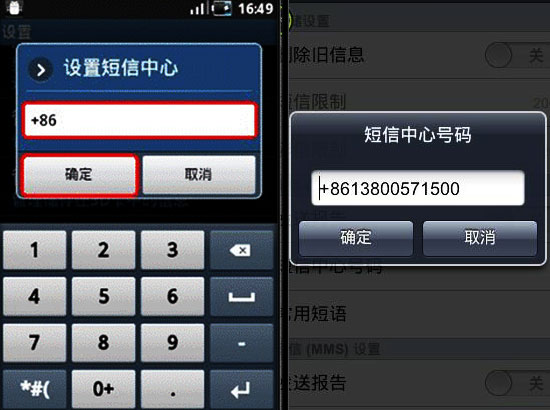 16:49
设置
设置短信中心
+86
确定
取消
1
2
3
4
5
6
7
8
9
-
*#(
0+
.
储设置
删除旧信息
关
短信限制
20
短信中心号码
+8613800571500
确定
取消
短信中心号码
常用短语
信 (MMS) 设置
发送报告
关